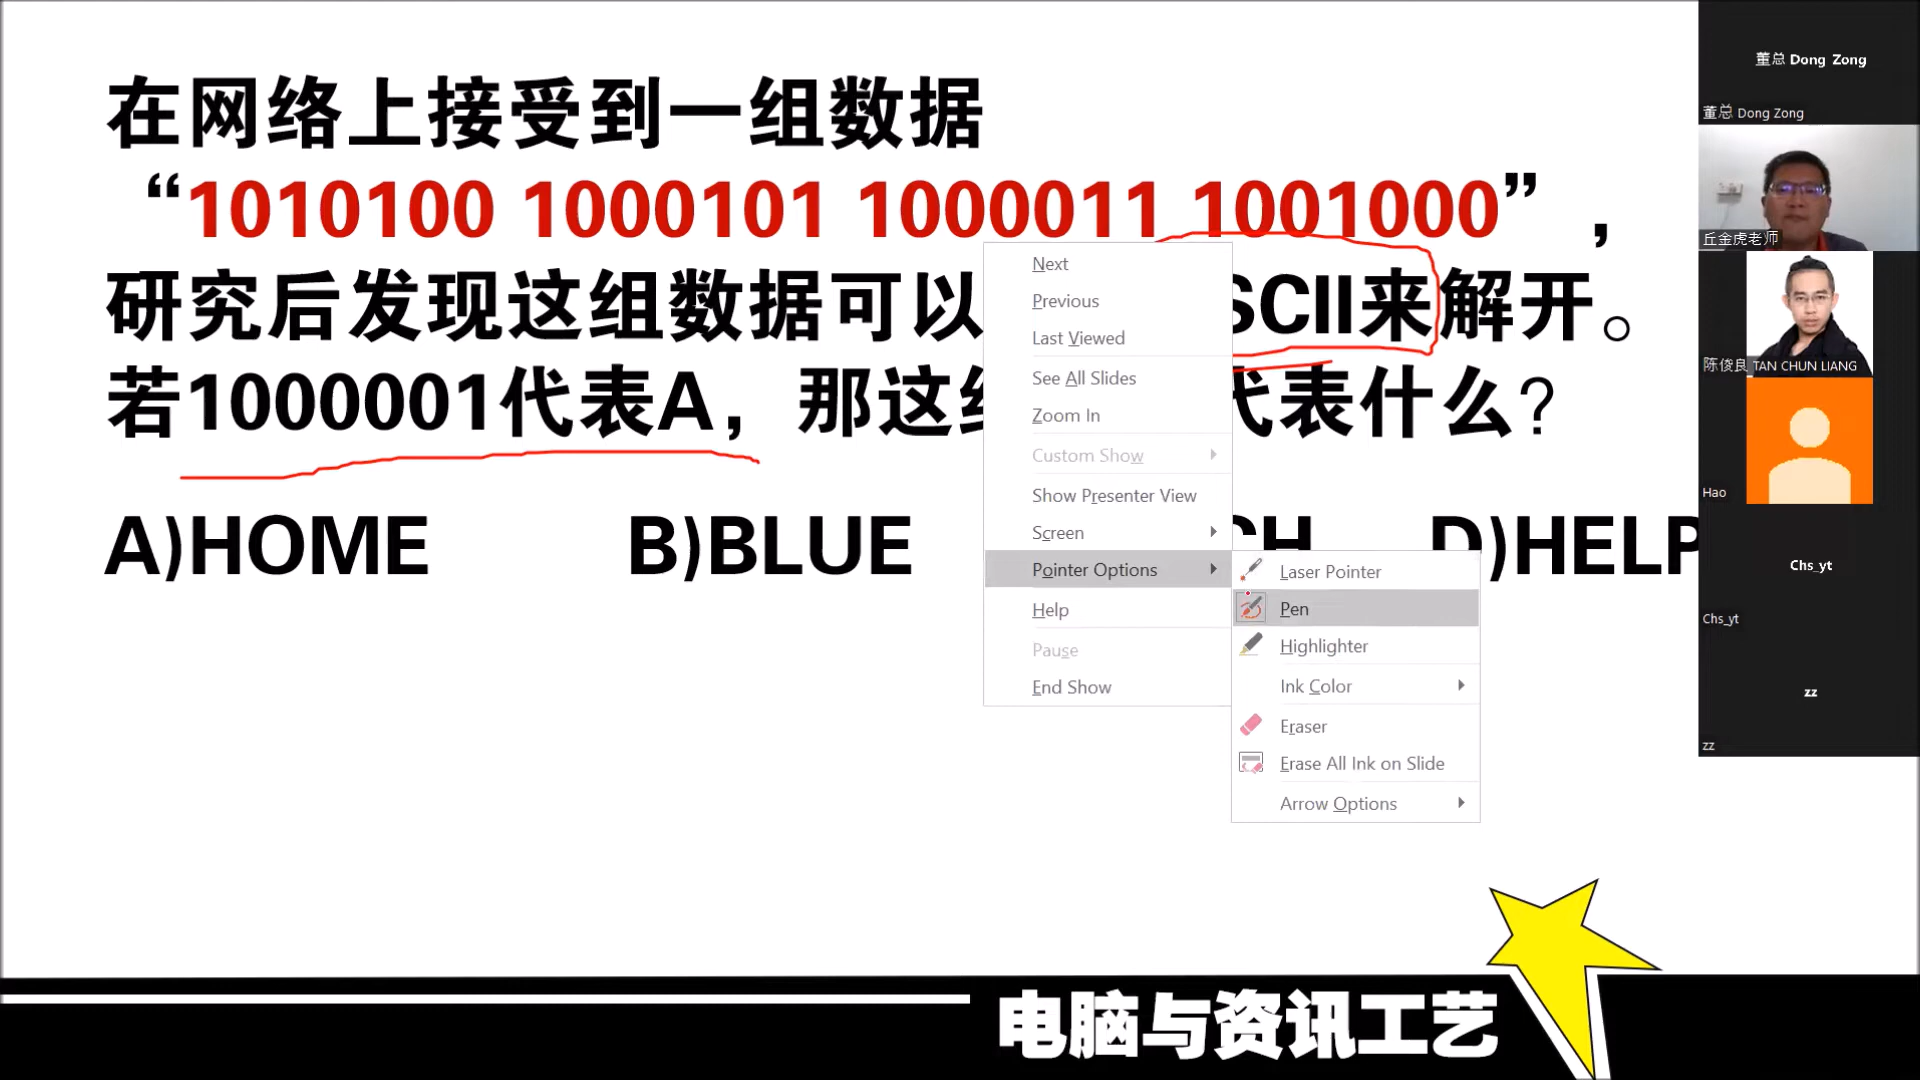 在网络上接受到一组数据
“1010100 1000101 1000011 1001000”，
研究后发现这组数据可以 SCII来解开。
若1000001代表A，那这 代表什么？
A)HOME B)BLUE CH D)HELP
Next
Previous
Last Viewed
See All Slides
Zoom In
Custom Show
Show Presenter View
Screen
Pointer Options
Help
Pause
End Show
Laser Pointer
Pen
Highlighter
Ink Color
Eraser
Erase All Ink on Slide
Arrow Options
电脑与资讯工艺
董总 Dong Zong
董总 Dong Zong
丘金虎老师
陈俊良_TAN CHUN LIANG
Hao
Chs_yt
Chs_yt
zz
zz